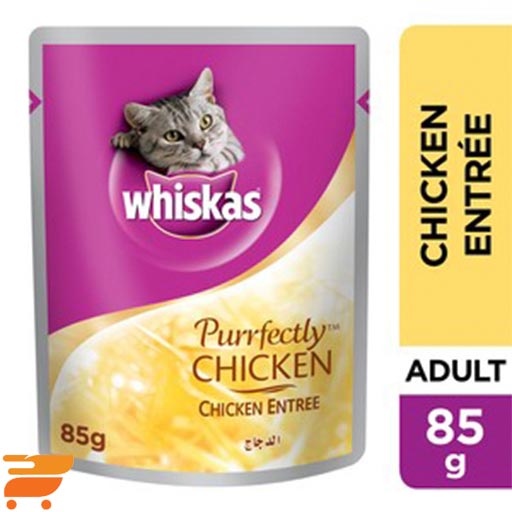 whiskas
Purrfectly™
CHICKEN
CHICKEN ENTREE
الدجاج
85g
CHICKEN
ENTRÉE
ADULT
85
g